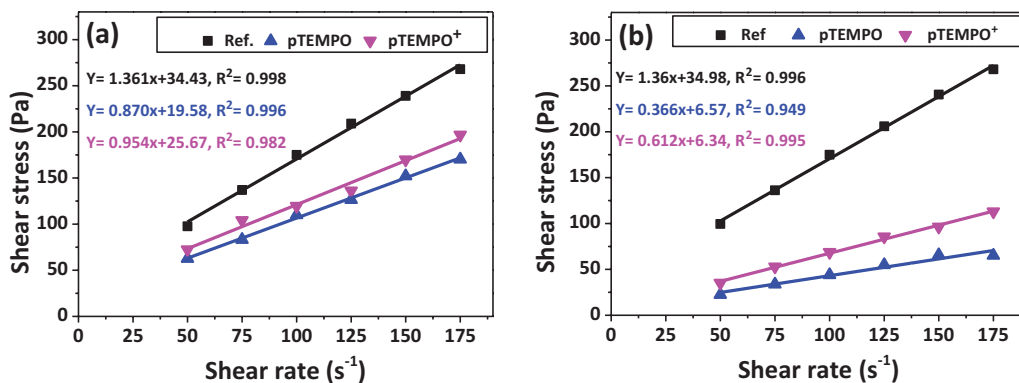 (a)
Ref. pTEMPO pTEMPO⁺
Y= 1.361x+34.43, R²= 0.998
Y= 0.870x+19.58, R²= 0.996
Y= 0.954x+25.67, R²= 0.982
Shear stress (Pa)
300
250
200
150
100
50
0
0 25 50 75 100 125 150 175
Shear rate (s⁻¹)
(b)
Ref pTEMPO pTEMPO⁺
Y= 1.36x+34.98, R²= 0.996
Y= 0.366x+6.57, R²= 0.949
Y= 0.612x+6.34, R²= 0.995
Shear stress (Pa)
300
250
200
150
100
50
0
0 25 50 75 100 125 150 175
Shear rate (s⁻¹)